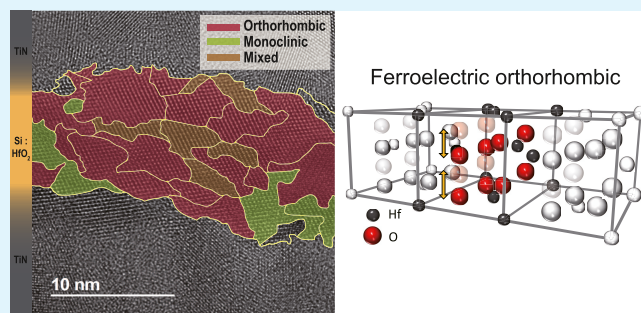 TiN
Si :
HfO₂
TiN
Orthorhombic
Monoclinic
Mixed
10 nm
Ferroelectric orthorhombic
Hf
O